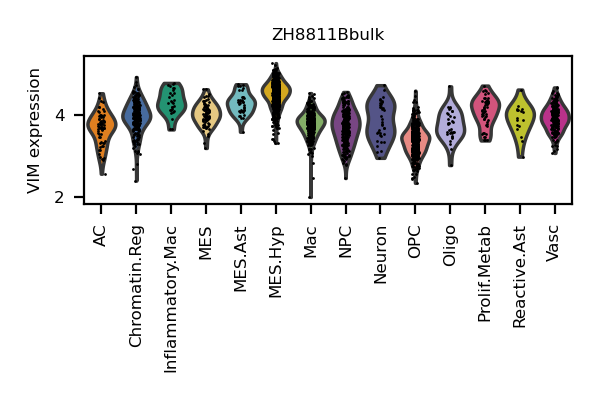 ZH8811Bbulk
VIM expression
4
2
AC
Chromatin.Reg
Inflammatory.Mac
MES
MES.Ast
MES.Hyp
Mac
NPC
Neuron
OPC
Oligo
Prolif.Metab
Reactive.Ast
Vasc